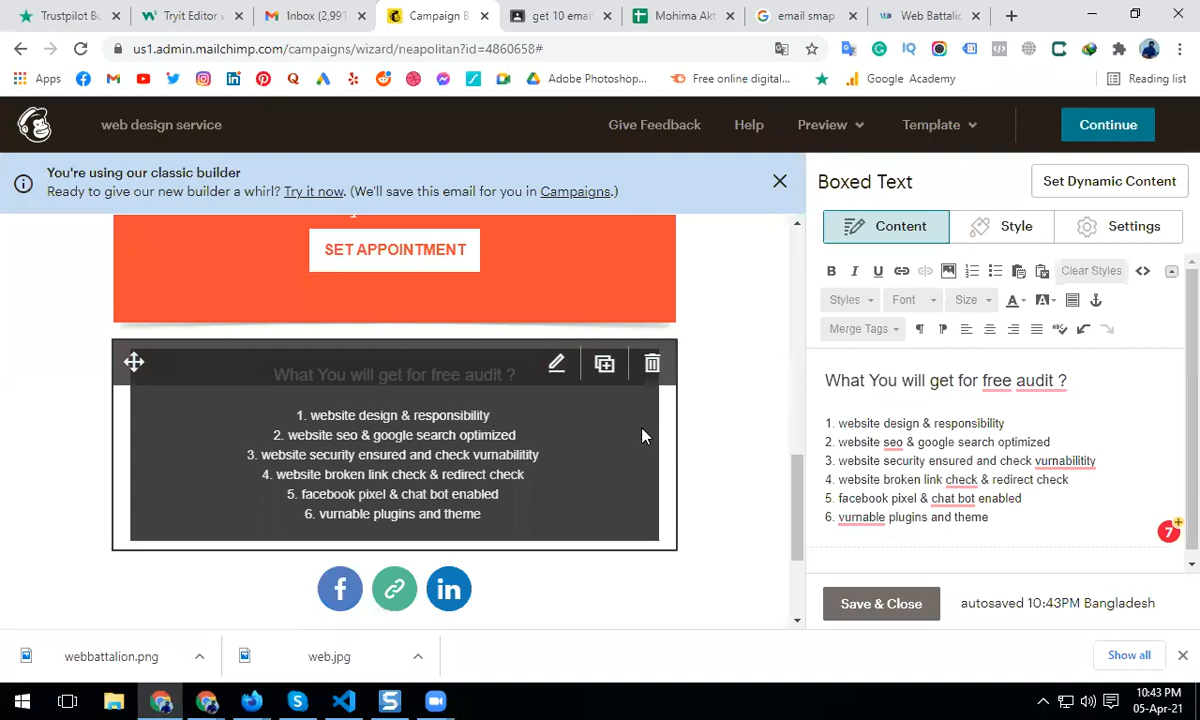 Trustpilot Bu
Tryit Editor v
Inbox (2,991
Campaign B
get 10 email
Mohima Akt
email smap
Web Battalic
us1.admin.mailchimp.com/campaigns/wizard/neapolitan?id=4860658#
Apps
Adobe Photoshop...
Free online digital...
Google Academy
Reading list
web design service
Give Feedback
Help
Preview
Template
Continue
You're using our classic builder
Ready to give our new builder a whirl? Try it now. (We'll save this email for you in Campaigns.)
SET APPOINTMENT
What You will get for free audit ?
1. website design & responsibility
2. website seo & google search optimized
3. website security ensured and check vurnabilitity
4. website broken link check & redirect check
5. facebook pixel & chat bot enabled
6. vurnable plugins and theme
Boxed Text
Set Dynamic Content
Content
Style
Settings
Clear Styles
Styles
Font
Size
Merge Tags
What You will get for free audit ?
1. website design & responsibility
2. website seo & google search optimized
3. website security ensured and check vurnabilitity
4. website broken link check & redirect check
5. facebook pixel & chat bot enabled
6. vurnable plugins and theme
7
Save & Close
autosaved 10:43PM Bangladesh
webbattalion.png
web.jpg
Show all
10:43 PM
05-Apr-21